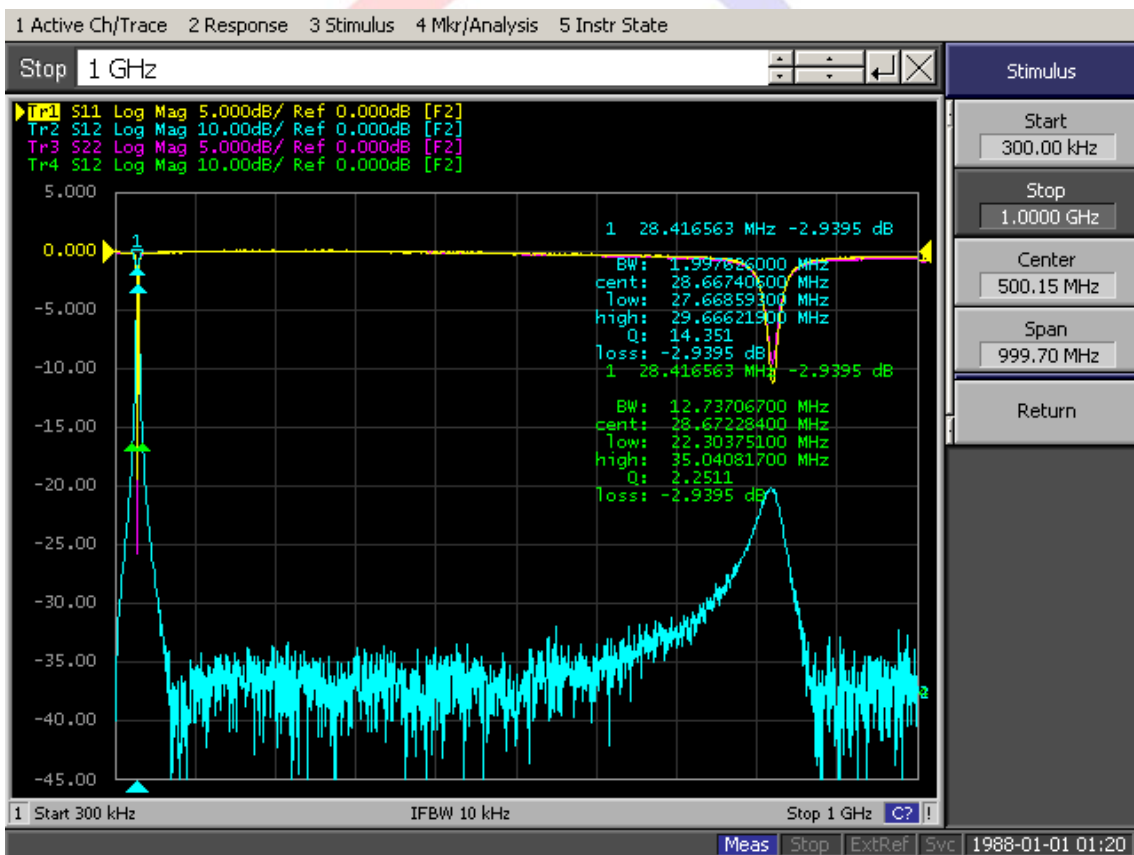 1 Active Ch/Trace 2 Response 3 Stimulus 4 Mkr/Analysis 5 Instr State
Stop 1 GHz
Stimulus
Start
300.00 kHz
Stop
1.0000 GHz
Center
500.15 MHz
Span
999.70 MHz
Return
Tr1 S11 Log Mag 5.000dB/ Ref 0.000dB [F2]
Tr2 S12 Log Mag 10.00dB/ Ref 0.000dB [F2]
Tr3 S22 Log Mag 5.000dB/ Ref 0.000dB [F2]
Tr4 S12 Log Mag 10.00dB/ Ref 0.000dB [F2]
5.000
0.000
-5.000
-10.00
-15.00
-20.00
-25.00
-30.00
-35.00
-40.00
-45.00
1
1 28.416563 MHz -2.9395 dB
BW: 1.997626000 MHz
cent: 28.66740600 MHz
low: 27.66859300 MHz
high: 29.66621900 MHz
Q: 14.351
loss: -2.9395 dB
1 28.416563 MHz -2.9395 dB
BW: 12.73706700 MHz
cent: 28.67228400 MHz
low: 22.30375100 MHz
high: 35.04081700 MHz
Q: 2.2511
loss: -2.9395 dB
1 Start 300 kHz IFBW 10 kHz Stop 1 GHz C? !
Meas Stop ExtRef Svc 1988-01-01 01:20